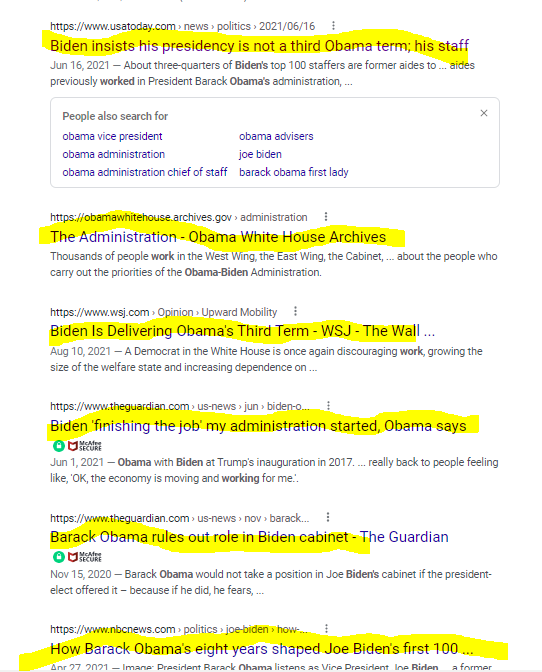 https://www.usatoday.com › news › politics › 2021/06/16
Biden insists his presidency is not a third Obama term; his staff
Jun 16, 2021 — About three-quarters of Biden's top 100 staffers are former aides to ... aides
previously worked in President Barack Obama's administration, ...
People also search for
obama vice president obama advisers
obama administration joe biden
obama administration chief of staff barack obama first lady
https://obamawhitehouse.archives.gov › administration
The Administration - Obama White House Archives
Thousands of people work in the West Wing, the East Wing, the Cabinet, ... about the people who
carry out the priorities of the Obama-Biden Administration.
https://www.wsj.com › Opinion › Upward Mobility
Biden Is Delivering Obama's Third Term - WSJ - The Wall ...
Aug 10, 2021 — A Democrat in the White House is once again discouraging work, growing the
size of the welfare state and increasing dependence on ...
https://www.theguardian.com › us-news › jun › biden-o...
Biden 'finishing the job' my administration started, Obama says
McAfee
SECURE
Jun 1, 2021 — Obama with Biden at Trump's inauguration in 2017. ... really back to people feeling
like, 'OK, the economy is moving and working for me.'.
https://www.theguardian.com › us-news › nov › barack...
Barack Obama rules out role in Biden cabinet - The Guardian
McAfee
SECURE
Nov 15, 2020 — Barack Obama would not take a position in Joe Biden's cabinet if the president-
elect offered it – because if he did, he fears, ...
https://www.nbcnews.com › politics › joe-biden › how-...
How Barack Obama's eight years shaped Joe Biden's first 100 ...
Apr 27, 2021 — Image: President Barack Obama listens as Vice President Joe Biden ... a former